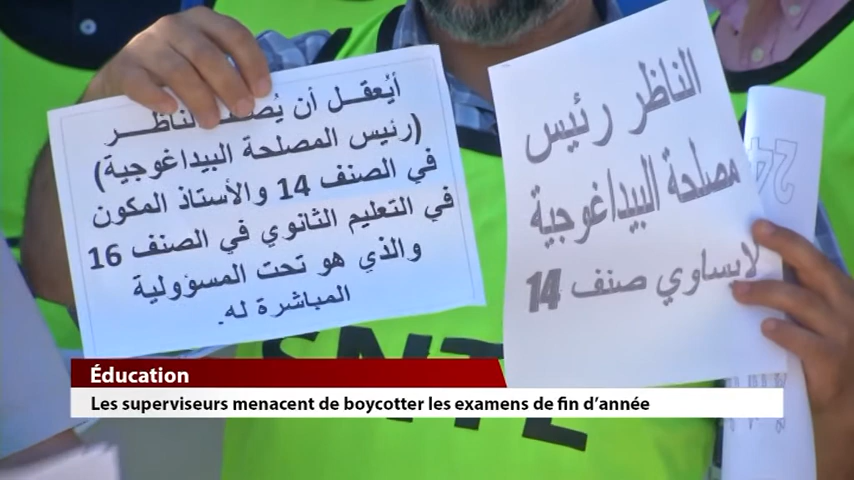 أيُعقل أن يُصنف الناظر
(رئيس المصلحة البيداغوجية)
في الصنف 14 والأستاذ المكون
في التعليم الثانوي في الصنف 16
والذي هو تحت المسؤولية
المباشرة له.
الناظر رئيس
مصلحة البيداغوجية
لايساوي صنف 14
24
SNTE
Éducation
Les superviseurs menacent de boycotter les examens de fin d’année